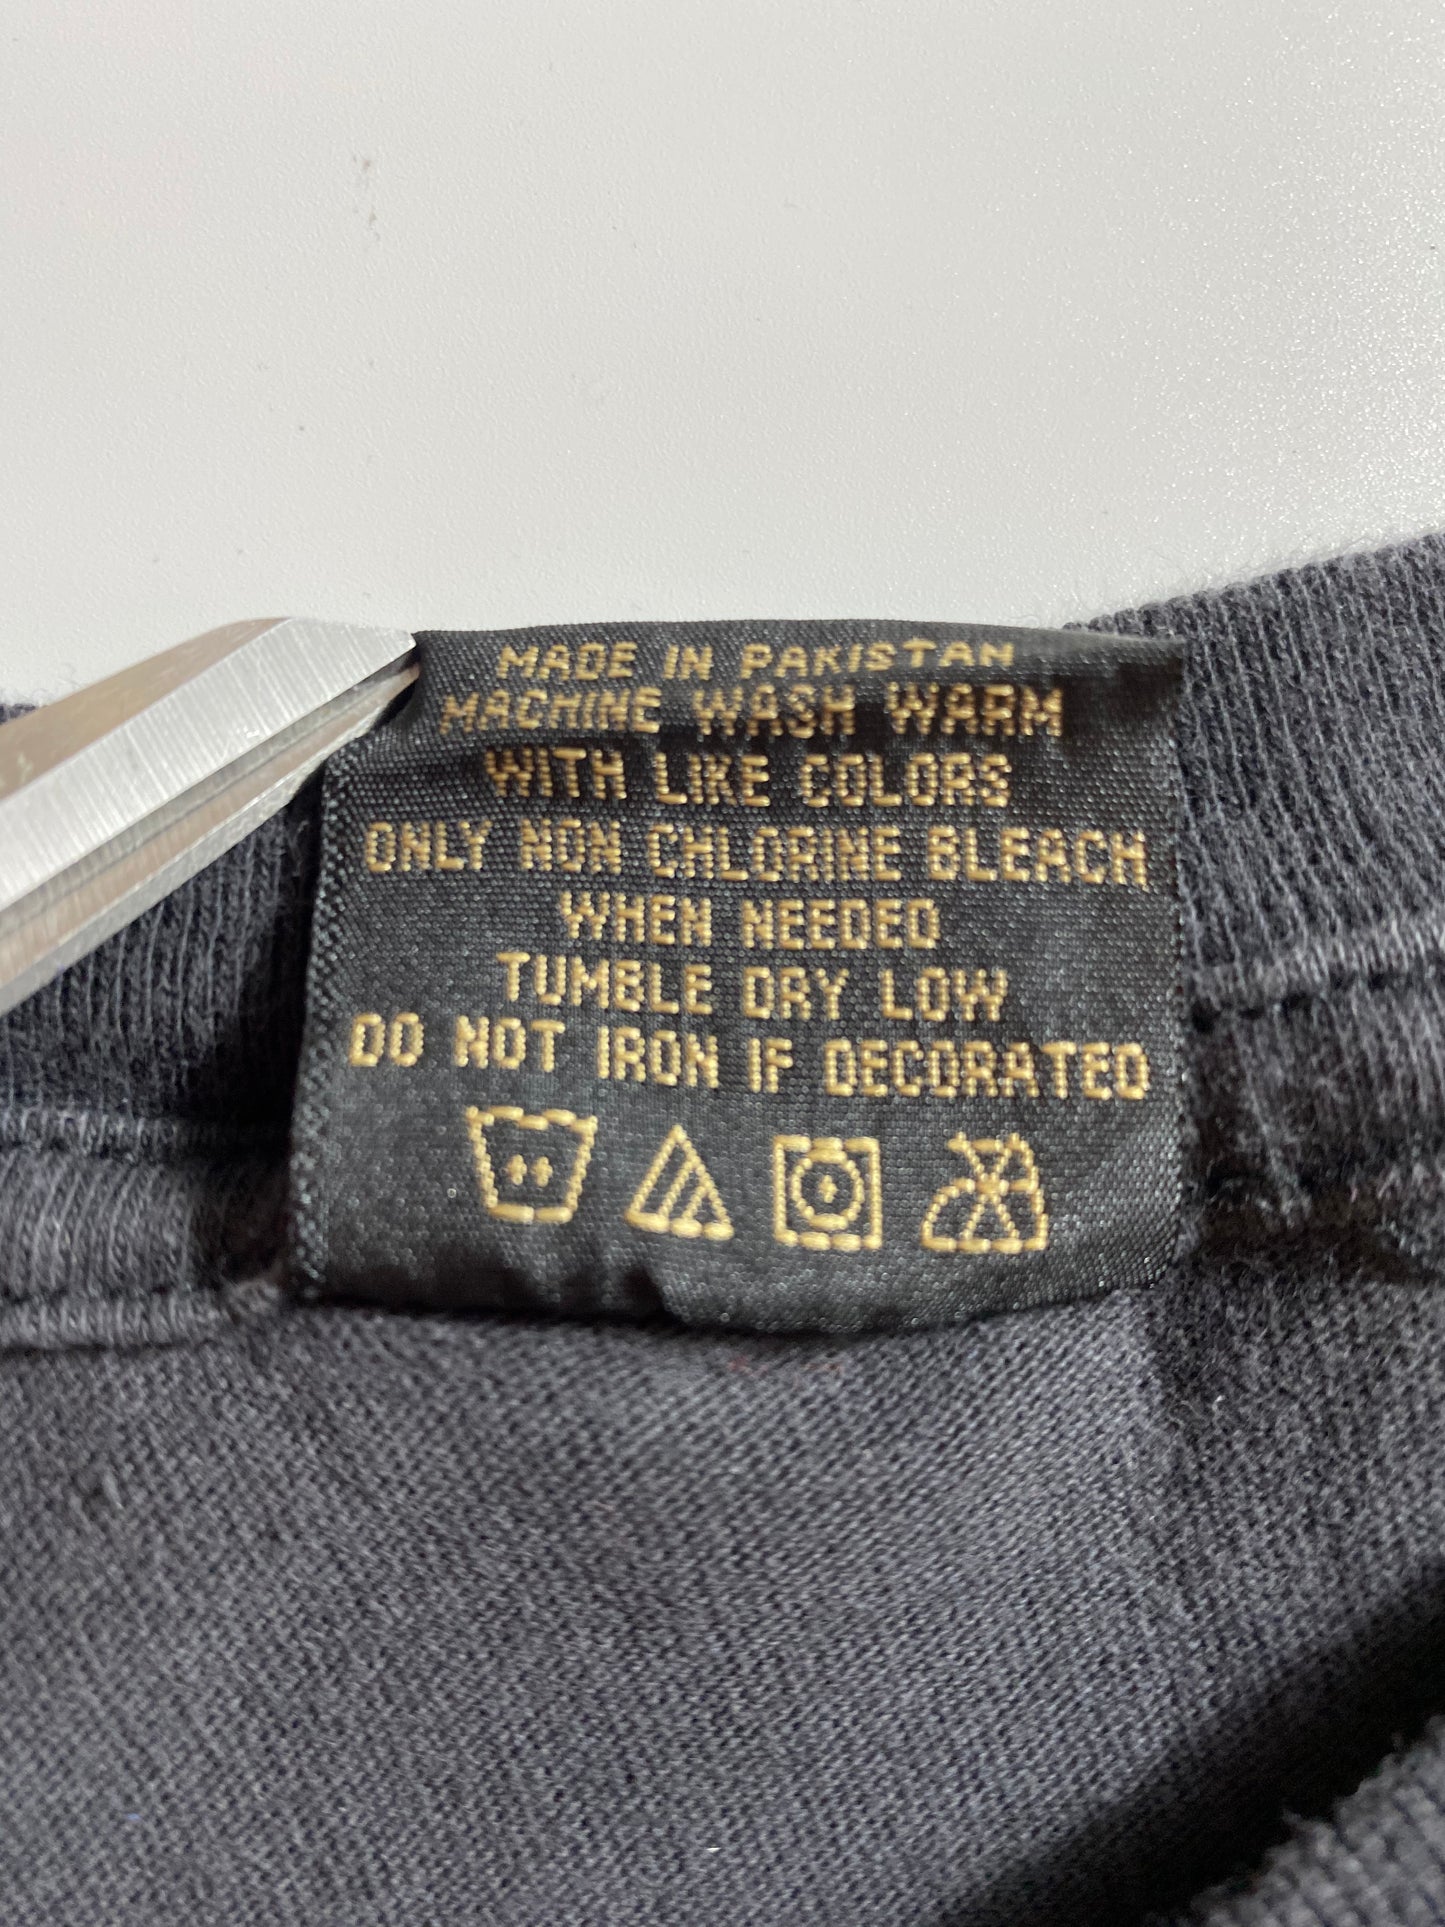 MADE IN PAKISTAN
MACHINE WASH WARM
WITH LIKE COLORS
ONLY NON CHLORINE BLEACH
WHEN NEEDED
TUMBLE DRY LOW
DO NOT IRON IF DECORATED